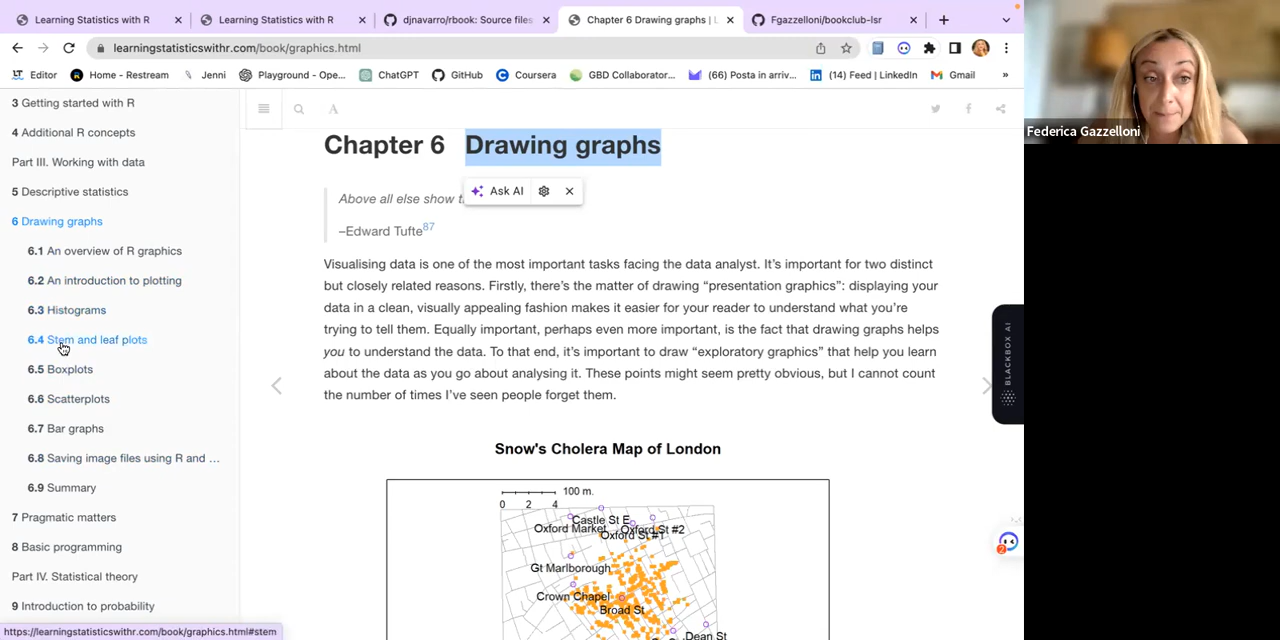 Learning Statistics with R
Learning Statistics with R
djnavarro/rbook: Source files
Chapter 6 Drawing graphs | L
Fgazzelloni/bookclub-lsr
learningstatisticswithr.com/book/graphics.html
Editor
Home - Restream
Jenni
Playground - Ope...
ChatGPT
GitHub
Coursera
GBD Collaborator...
(66) Posta in arriv...
(14) Feed | LinkedIn
Gmail
»
3 Getting started with R
4 Additional R concepts
Part III. Working with data
5 Descriptive statistics
6 Drawing graphs
6.1 An overview of R graphics
6.2 An introduction to plotting
6.3 Histograms
6.4 Stem and leaf plots
6.5 Boxplots
6.6 Scatterplots
6.7 Bar graphs
6.8 Saving image files using R and ...
6.9 Summary
7 Pragmatic matters
8 Basic programming
Part IV. Statistical theory
9 Introduction to probability
https://learningstatisticswithr.com/book/graphics.html#stem
A
Chapter 6 Drawing graphs
Ask AI
Above all else show t
–Edward Tufte87
Visualising data is one of the most important tasks facing the data analyst. It's important for two distinct
but closely related reasons. Firstly, there's the matter of drawing “presentation graphics”: displaying your
data in a clean, visually appealing fashion makes it easier for your reader to understand what you're
trying to tell them. Equally important, perhaps even more important, is the fact that drawing graphs helps
you to understand the data. To that end, it's important to draw “exploratory graphics” that help you learn
about the data as you go about analysing it. These points might seem pretty obvious, but I cannot count
the number of times I've seen people forget them.
Snow's Cholera Map of London
100 m.
0 2 4
Castle St E
Oxford Market
Oxford St #2
Oxford St #1
Gt Marlborough
Crown Chapel
Broad St
Dean St
BLACKBOX AI
2
Federica Gazzelloni